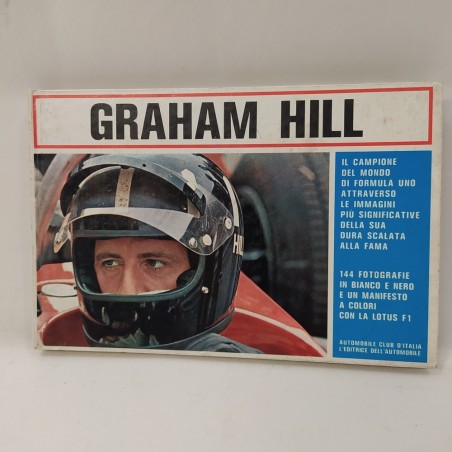 GRAHAM HILL
IL CAMPIONE
DEL MONDO
DI FORMULA UNO
ATTRAVERSO
LE IMMAGINI
PIÙ SIGNIFICATIVE
DELLA SUA
DURA SCALATA
ALLA FAMA
144 FOTOGRAFIE
IN BIANCO E NERO
E UN MANIFESTO
A COLORI
CON LA LOTUS F1
AUTOMOBILE CLUB D'ITALIA
L'EDITRICE DELL'AUTOMOBILE